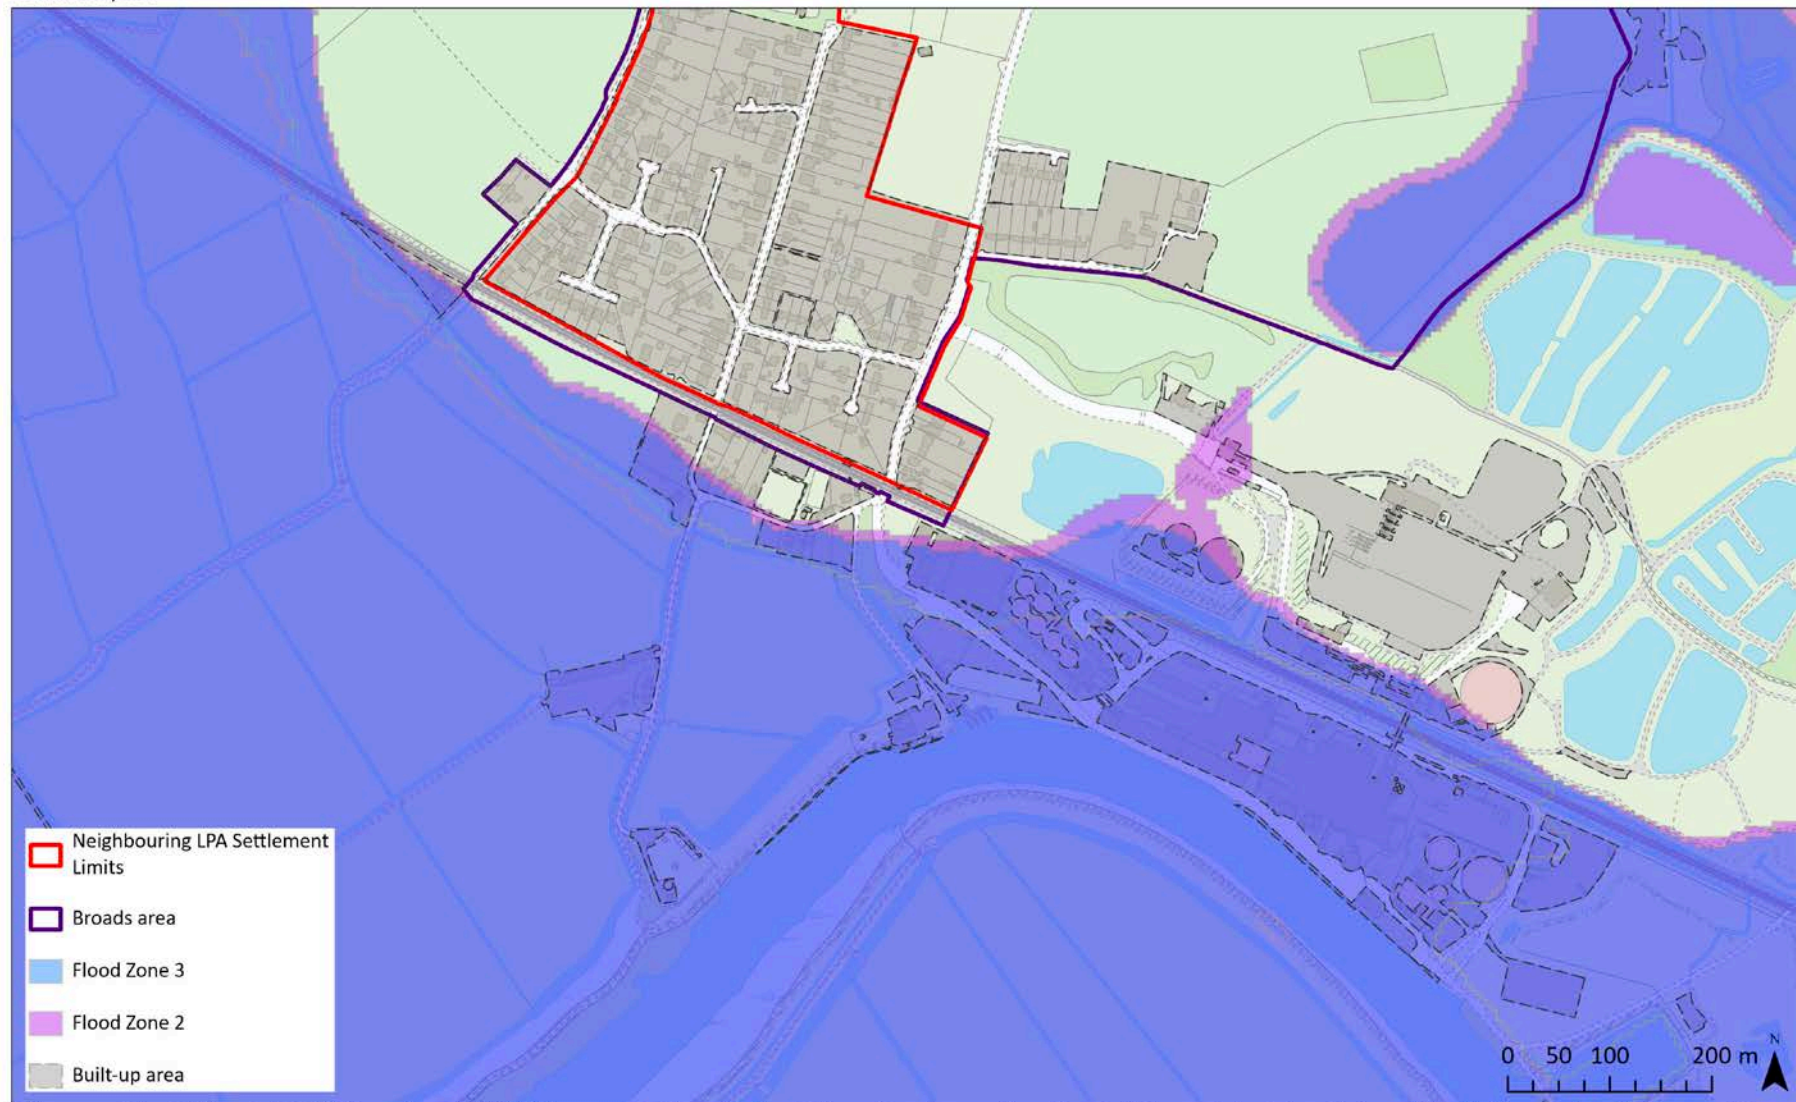 Neighbouring LPA Settlement
Limits
Broads area
Flood Zone 3
Flood Zone 2
Built-up area
0 50 100 200 m
N